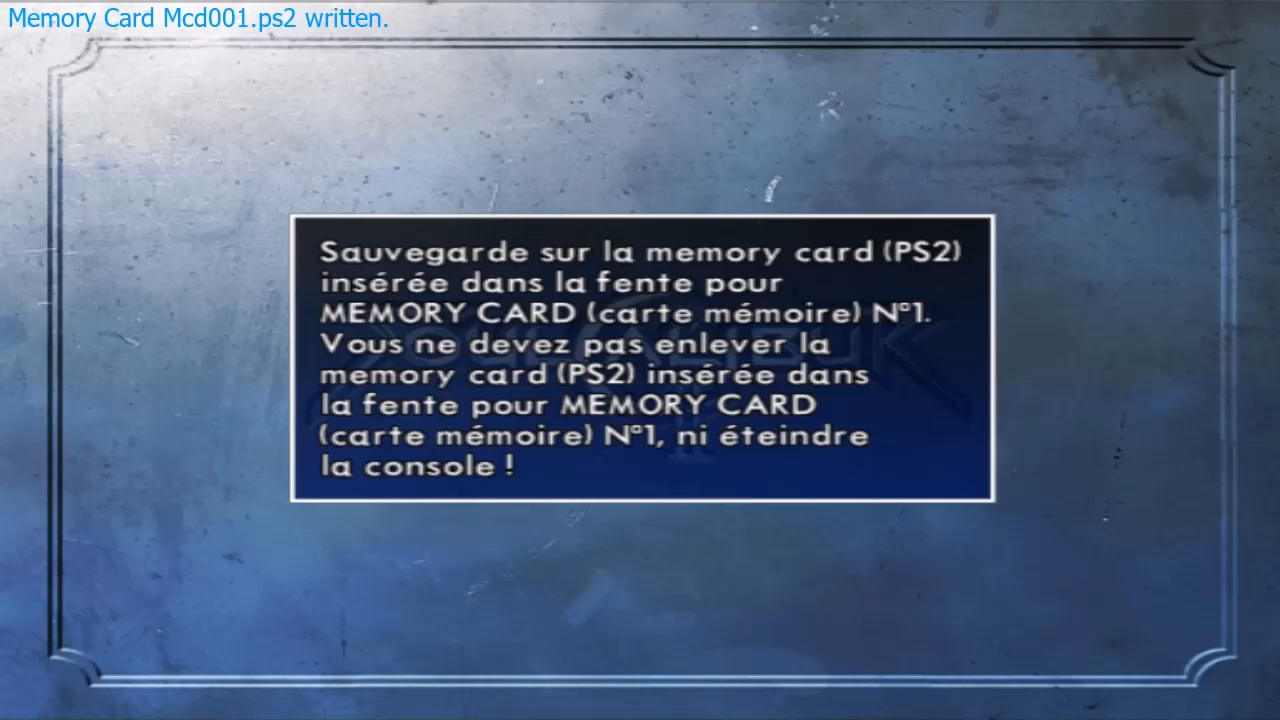 Memory Card Mcd001.ps2 written.
Sauvegarde sur la memory card (PS2)
insérée dans la fente pour
MEMORY CARD (carte mémoire) N°1.
Vous ne devez pas enlever la
memory card (PS2) insérée dans
la fente pour MEMORY CARD
(carte mémoire) N°1, ni éteindre
la console !